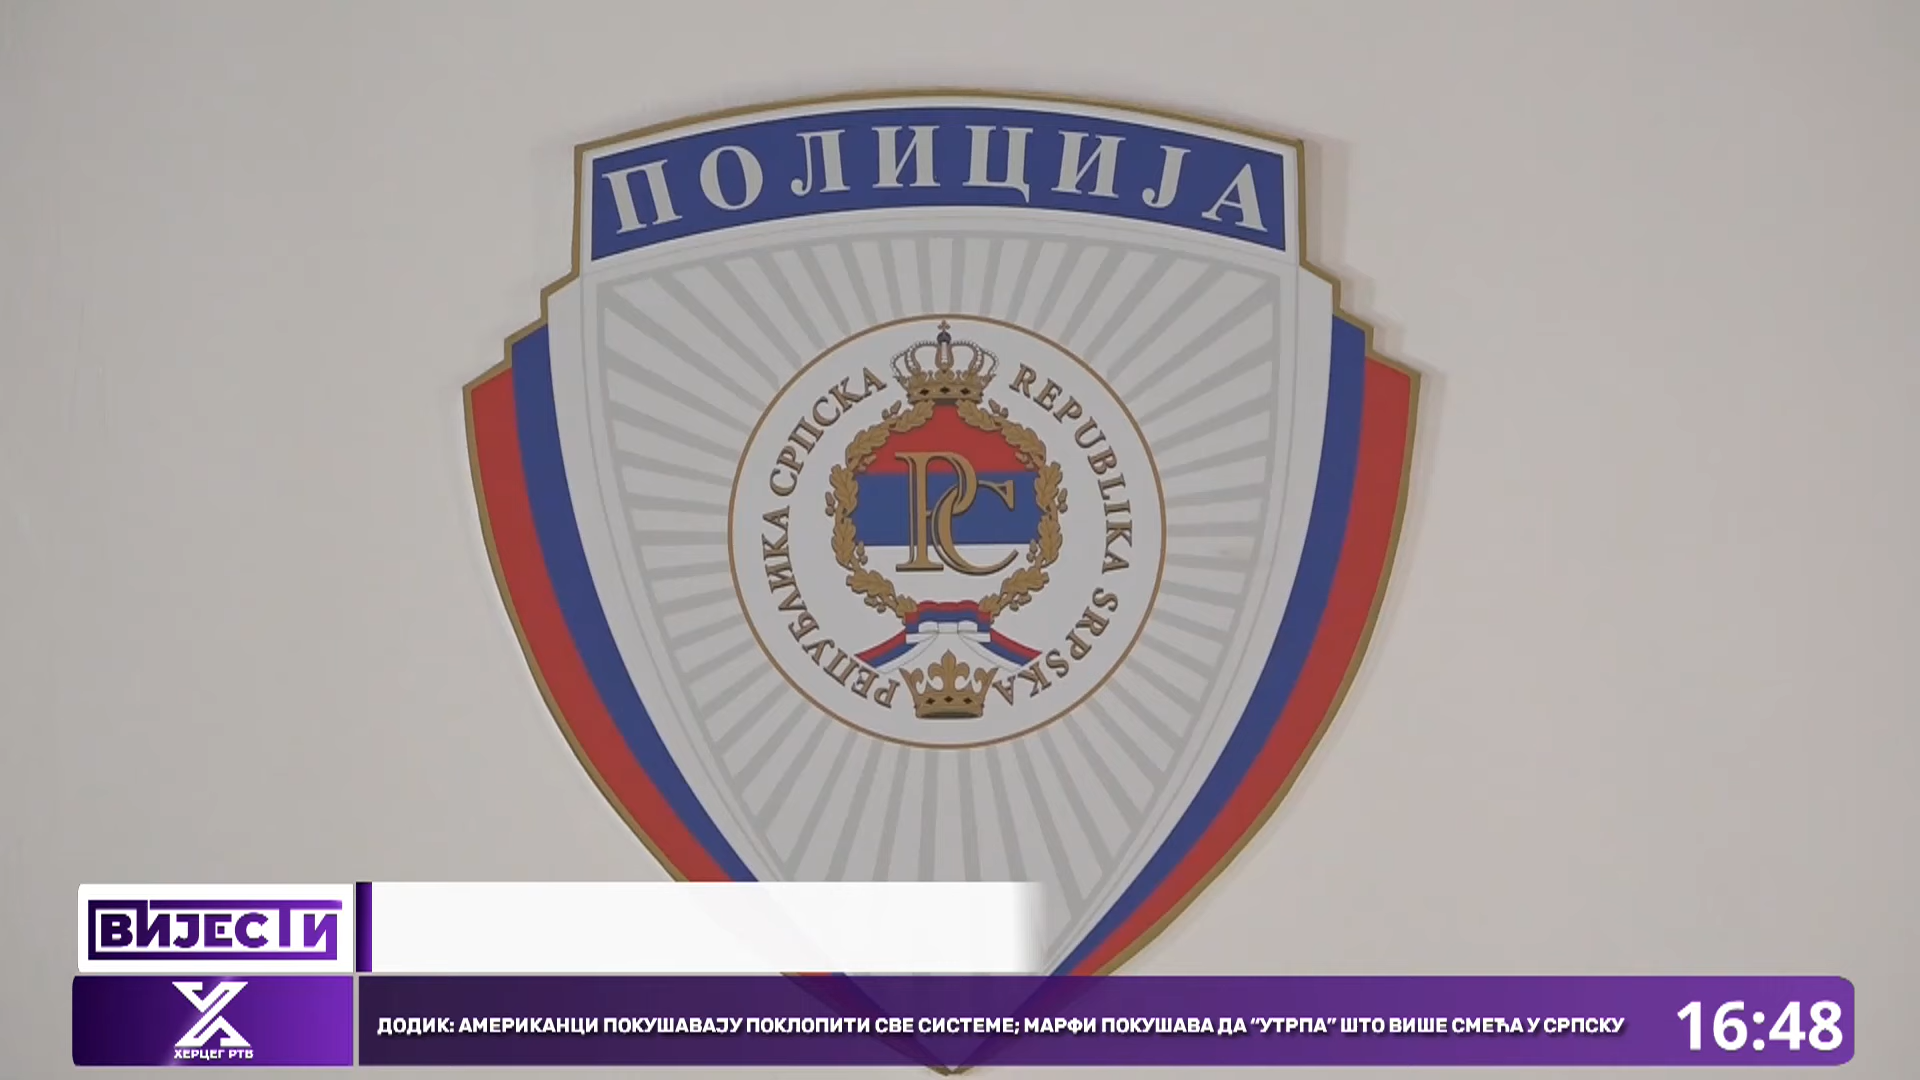 ПОЛИЦИЈА
РЕПУБЛИКА СРПСКА
REPUBLIKA SRPSKA
РС
ВИЈЕСТИ
ХЕРЦЕГ РТВ
ДОДИК: АМЕРИКАНЦИ ПОКУШАВАЈУ ПОКЛОПИТИ СВЕ СИСТЕМЕ; МАРФИ ПОКУШАВА ДА “УТРПА” ШТО ВИШЕ СМЕЋА У СРПСКУ
16:48